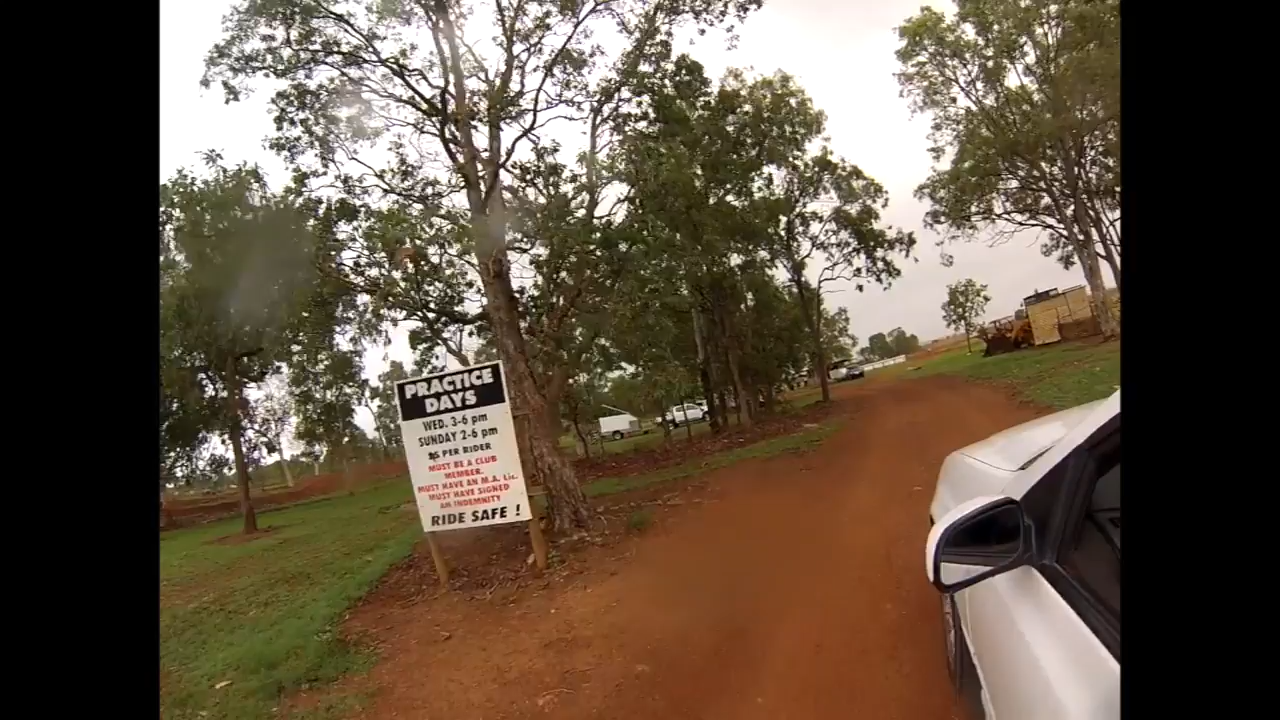 PRACTICE
DAYS
WED. 3-6 pm
SUNDAY 2-6 pm
$5 PER RIDER
MUST BE A CLUB
MEMBER.
MUST HAVE AN M.A. Lic.
MUST HAVE SIGNED
AN INDEMNITY
RIDE SAFE !